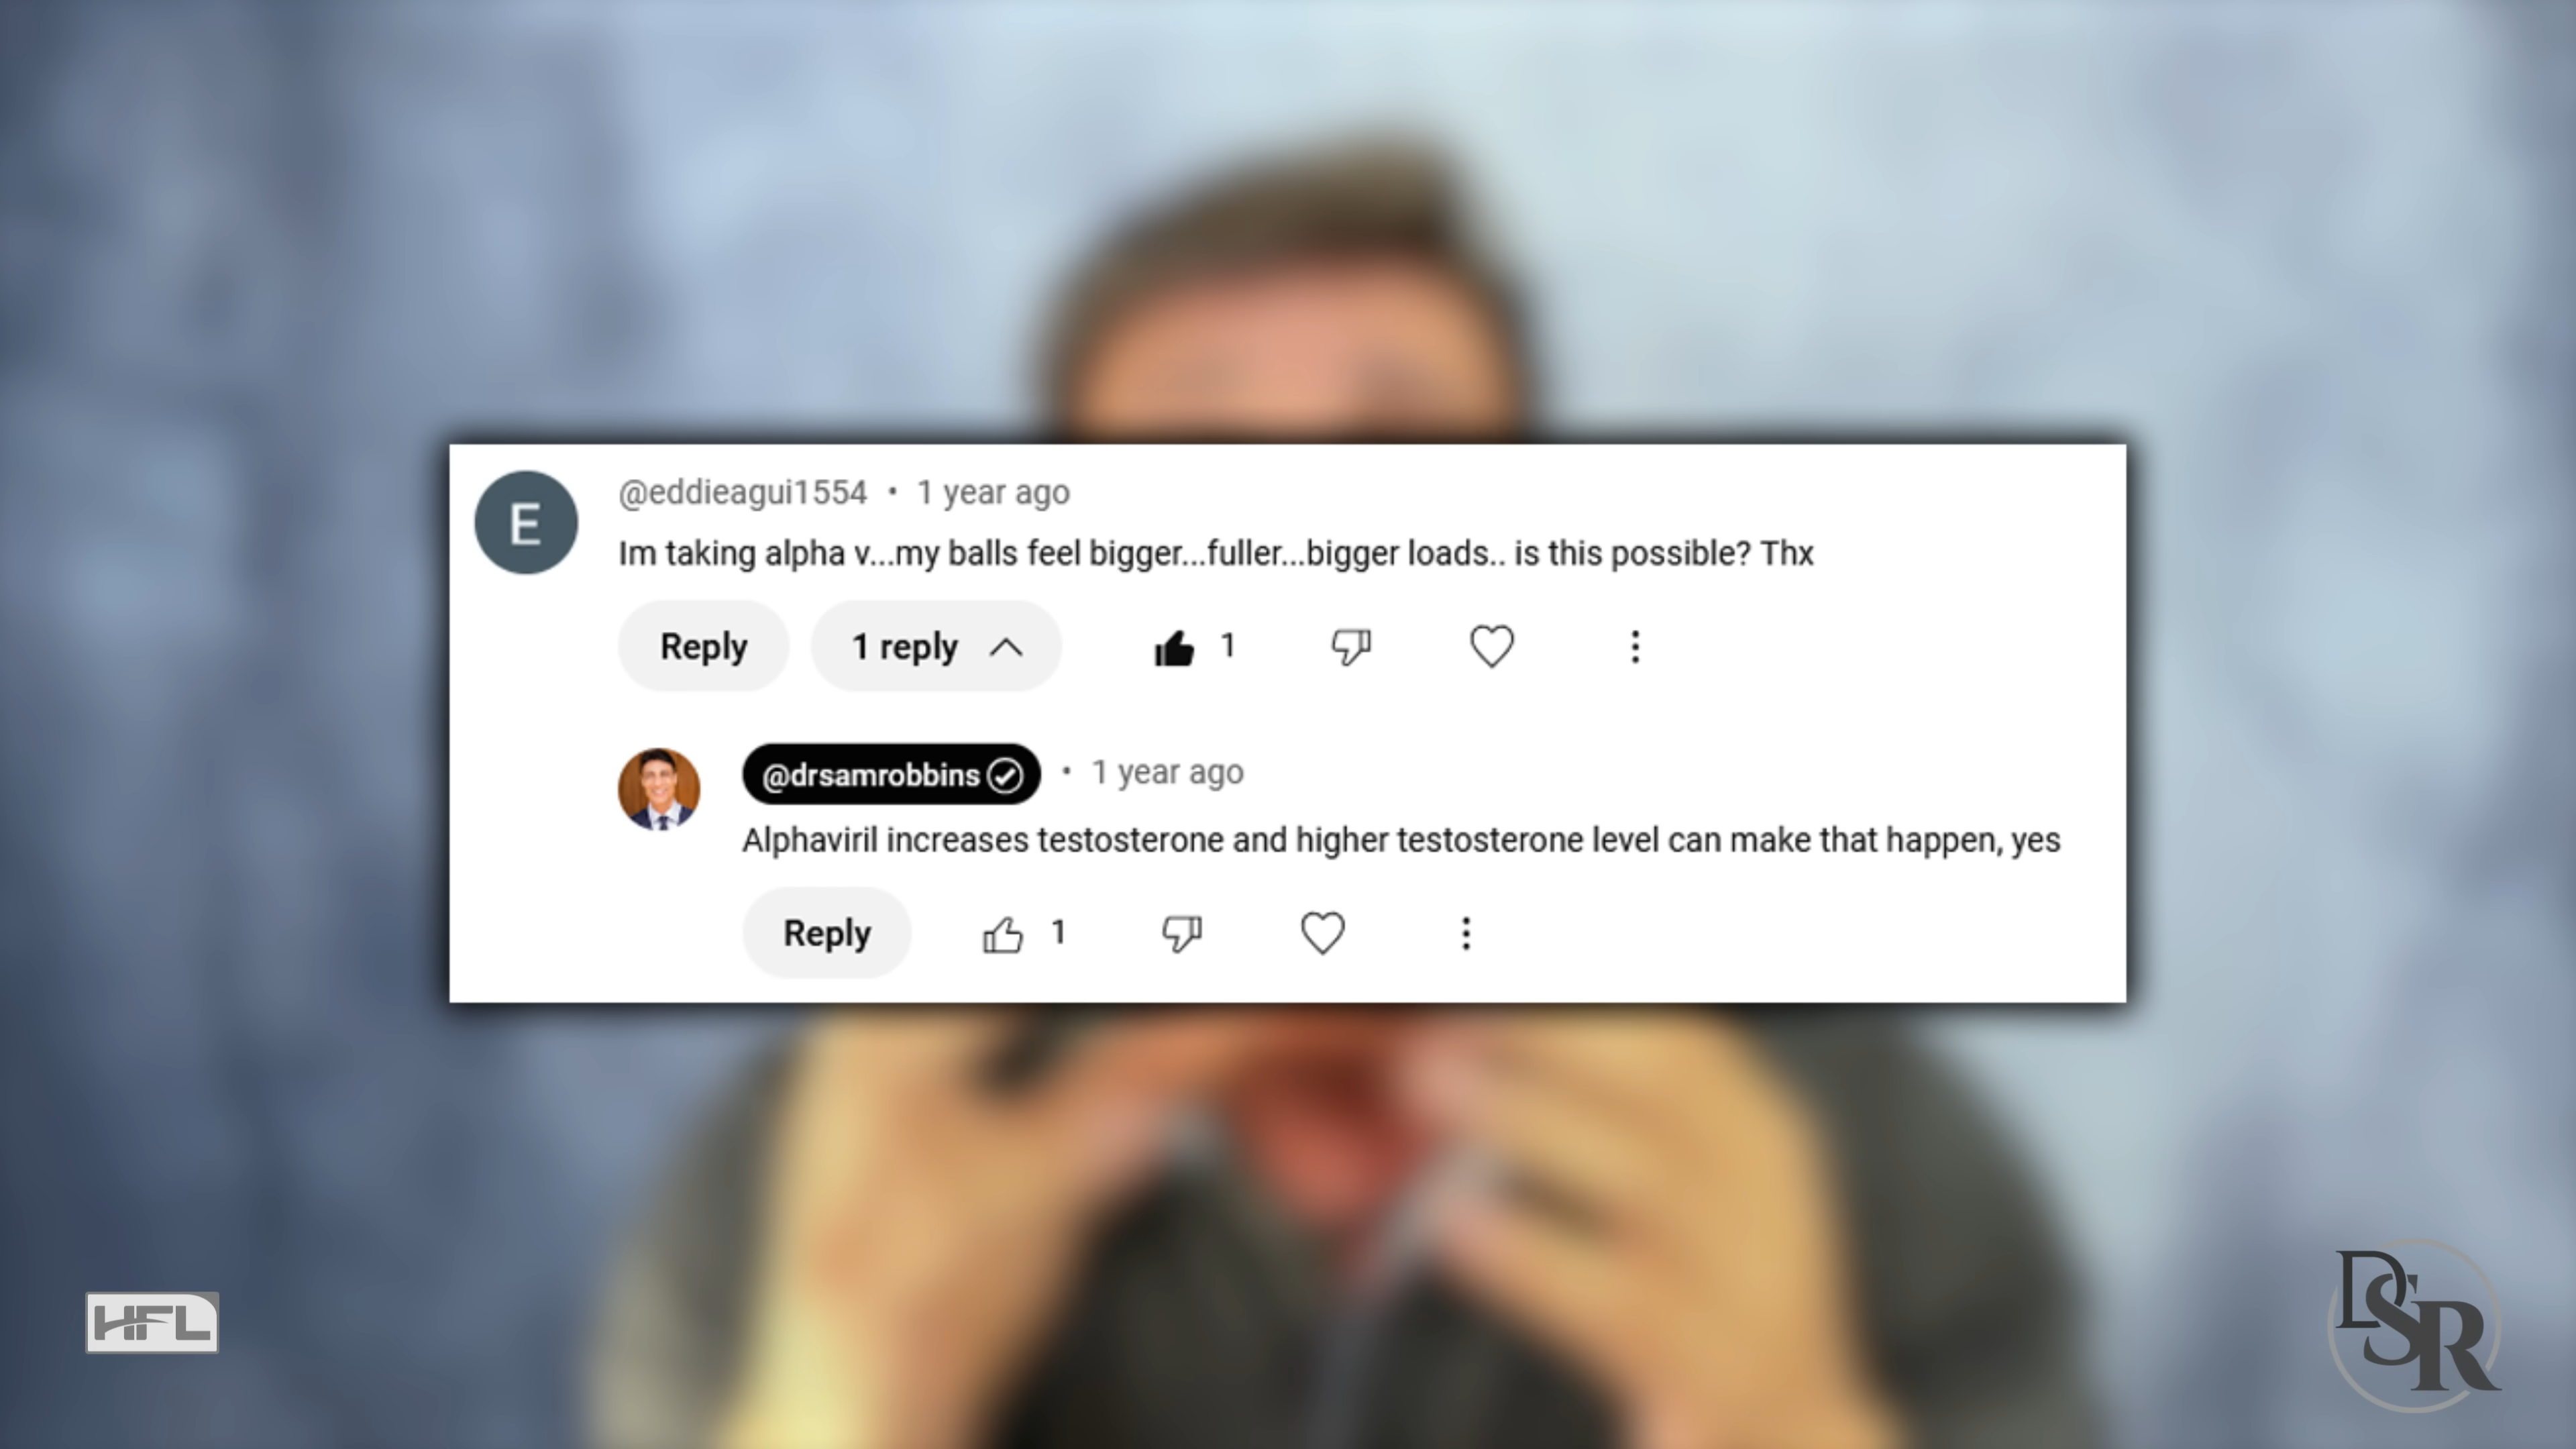 E
@eddieagui1554 • 1 year ago
Im taking alpha v...my balls feel bigger...fuller...bigger loads.. is this possible? Thx
Reply 1 reply 1
@drsamrobbins • 1 year ago
Alphaviril increases testosterone and higher testosterone level can make that happen, yes
Reply 1
HFL
DSR